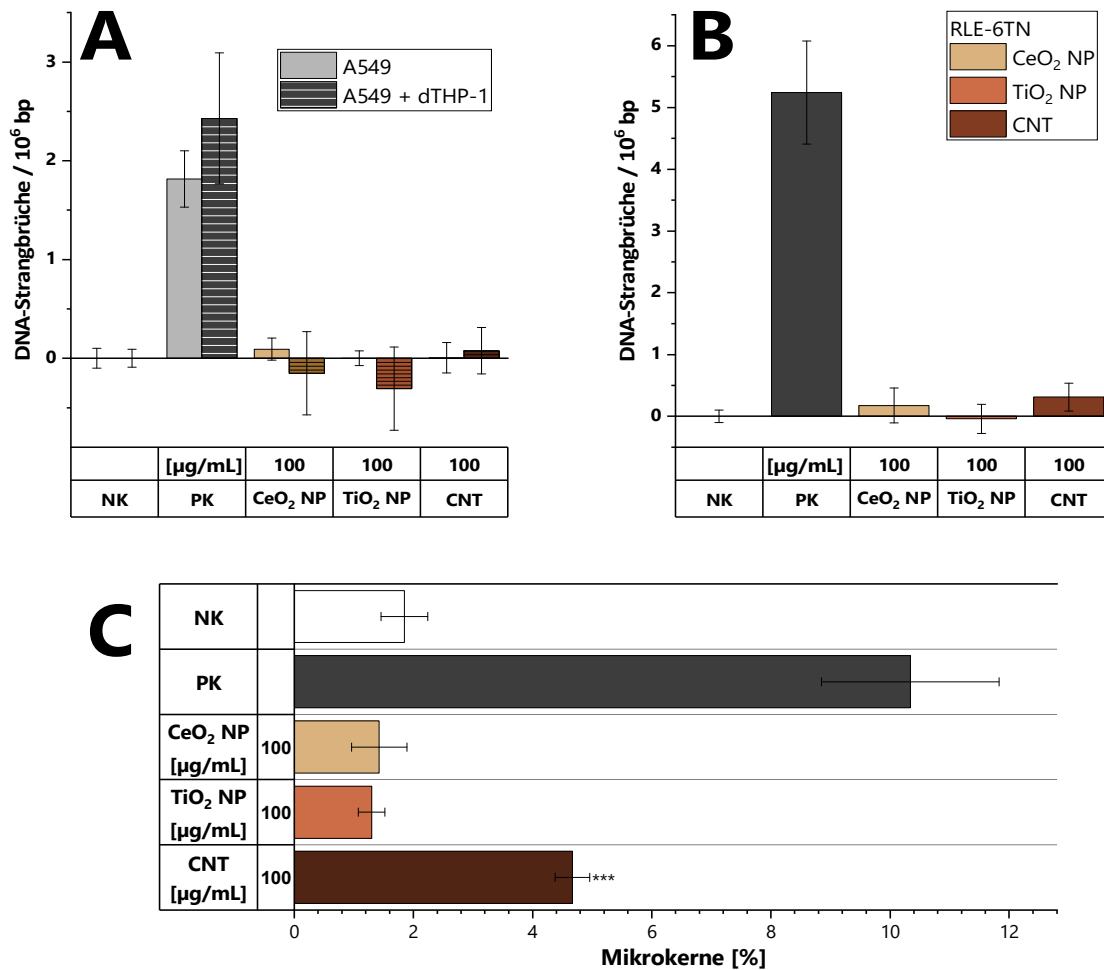 A
DNA-Strangbrüche / 10⁶ bp
3
2
1
0
A549
A549 + dTHP-1
[µg/mL] 100 100 100
NK PK CeO₂ NP TiO₂ NP CNT
B
DNA-Strangbrüche / 10⁶ bp
6
5
4
6
2
1
0
RLE-6TN
CeO₂ NP
TiO₂ NP
CNT
[µg/mL] 100 100 100
NK PK CeO₂ NP TiO₂ NP CNT
C
NK
PK
CeO₂ NP
[µg/mL]
100
TiO₂ NP
[µg/mL]
100
CNT
[µg/mL]
100
***
0 2 4 6 8 10 12
Mikrokerne [%]